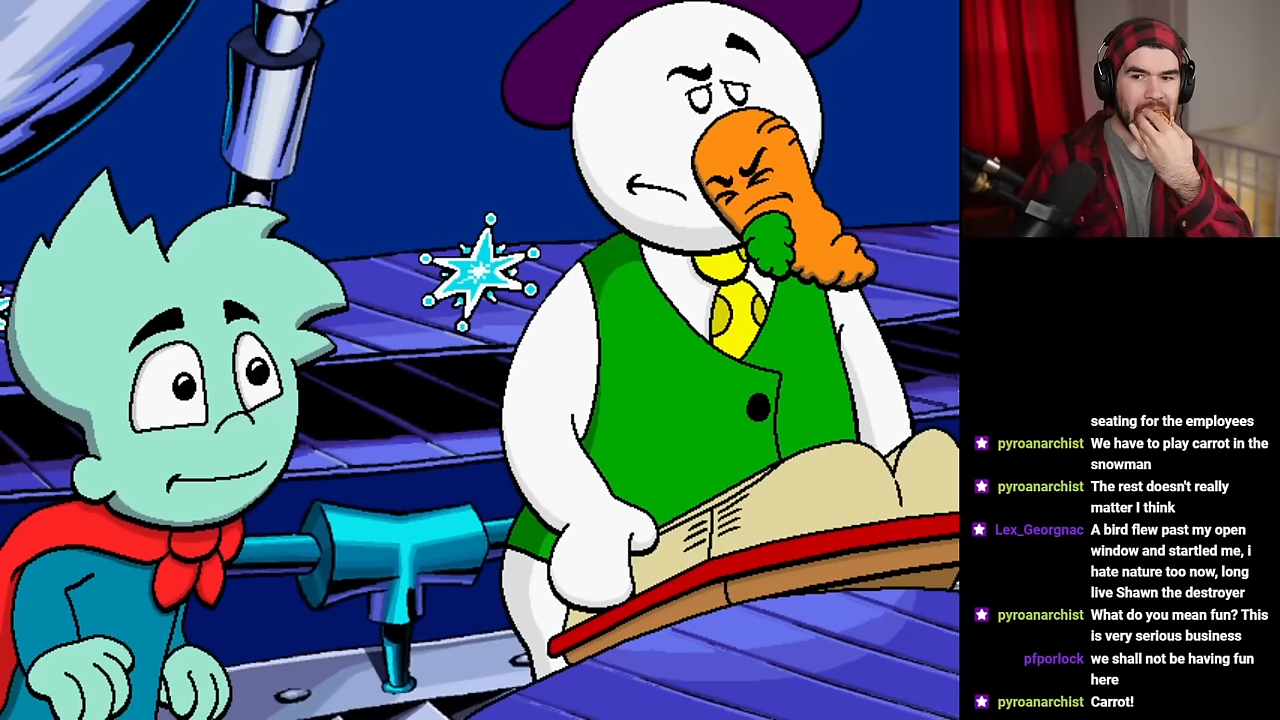 seating for the employees
pyroanarchist We have to play carrot in the
snowman
pyroanarchist The rest doesn't really
matter I think
Lex_Georgnac A bird flew past my open
window and startled me, i
hate nature too now, long
live Shawn the destroyer
pyroanarchist What do you mean fun? This
is very serious business
pfporlock we shall not be having fun
here
pyroanarchist Carrot!